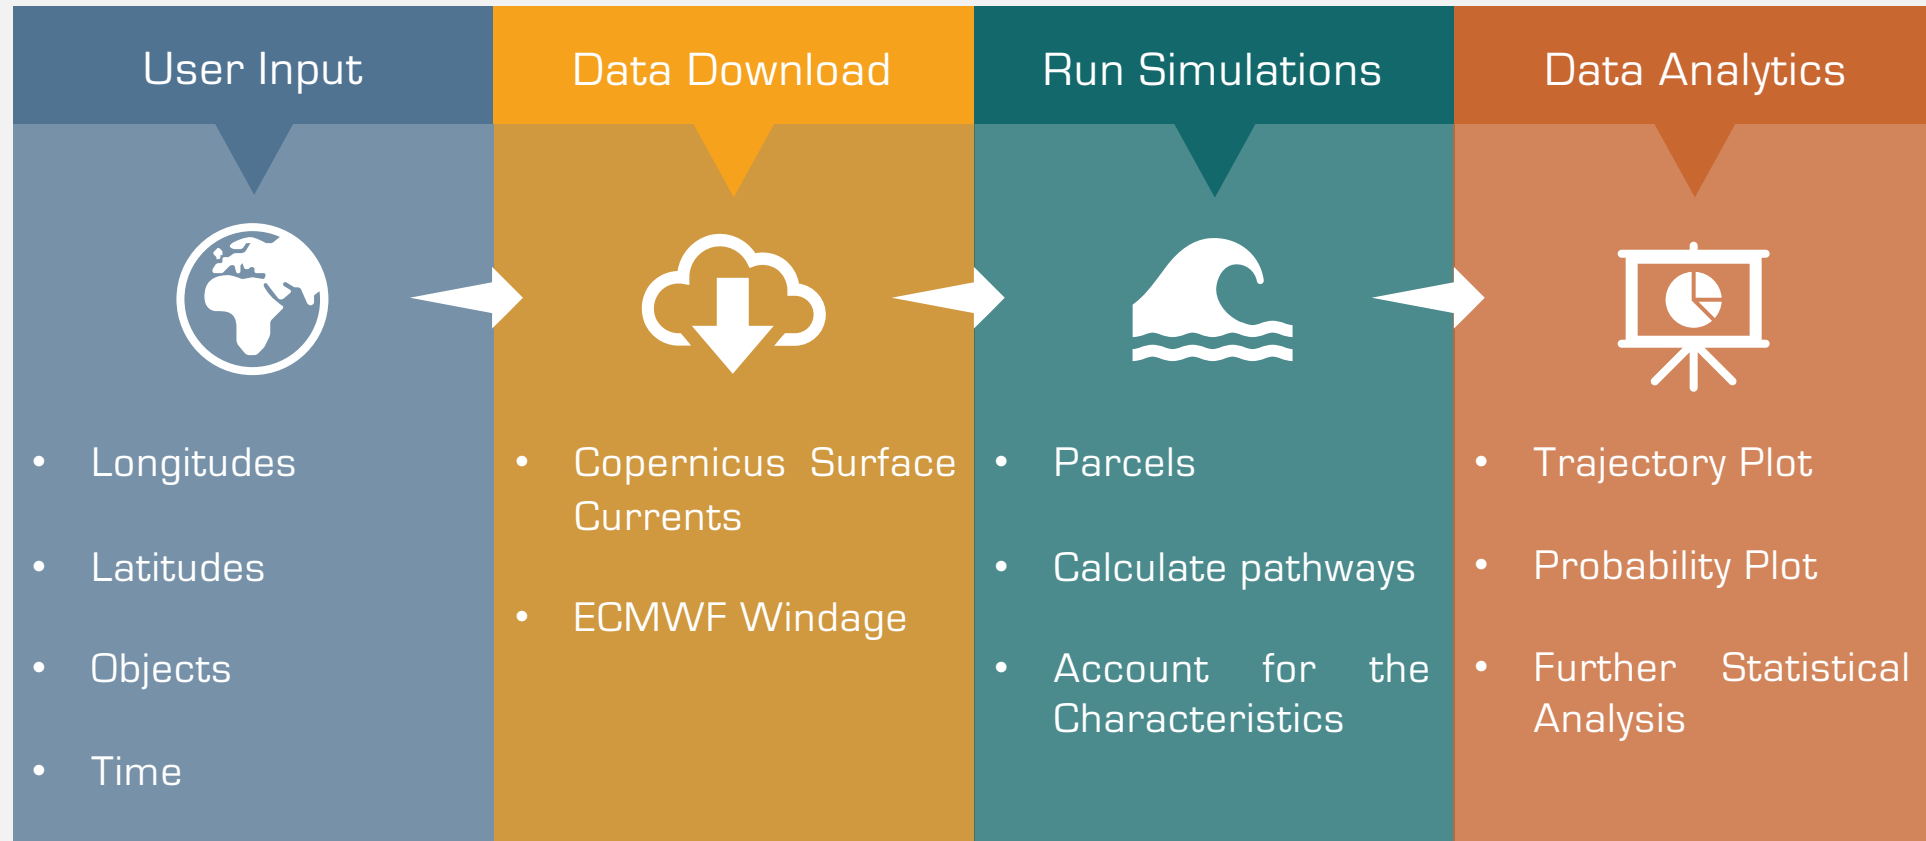 User Input
• Longitudes
• Latitudes
• Objects
• Time
Data Download
• Copernicus Surface
Currents
• ECMWF Windage
Run Simulations
• Parcels
• Calculate pathways
• Account for the
Characteristics
Data Analytics
• Trajectory Plot
• Probability Plot
• Further Statistical
Analysis